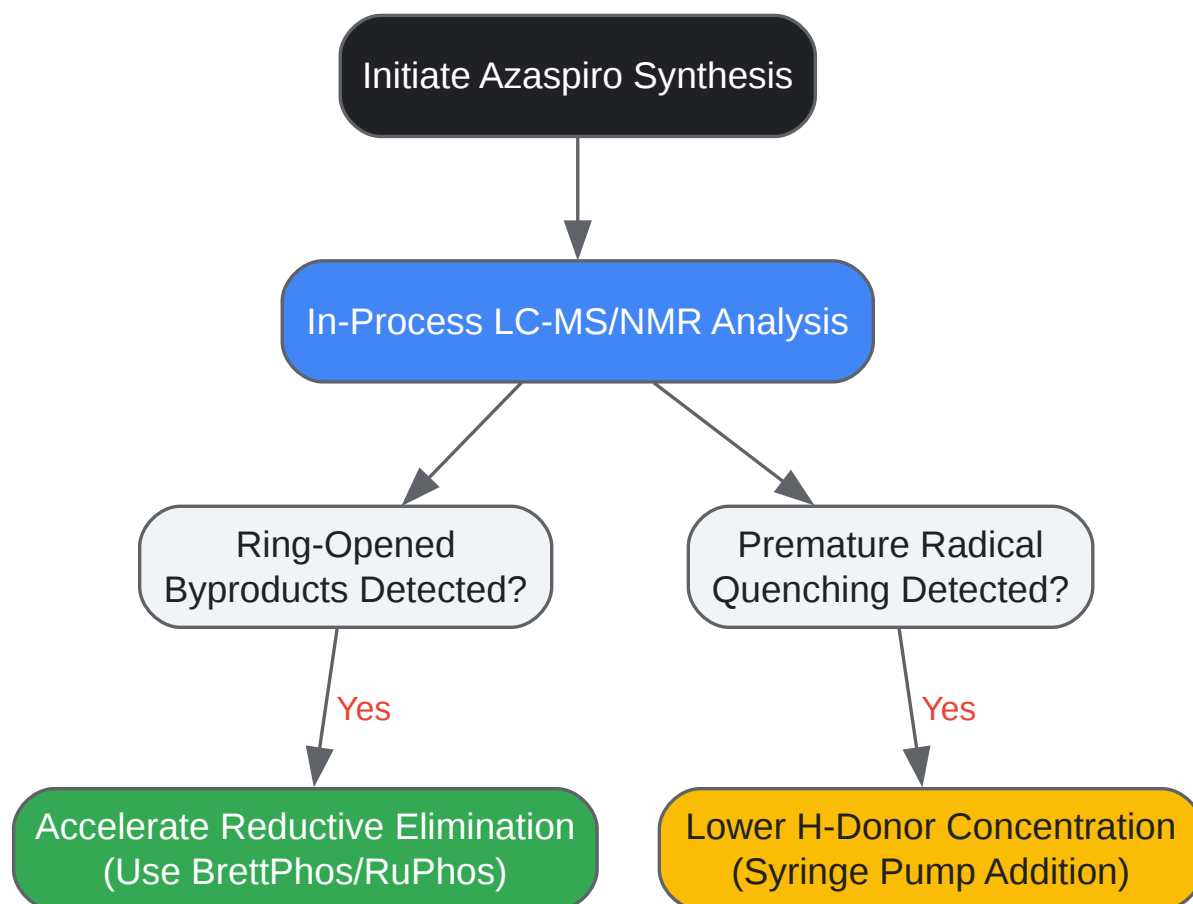 Initiate Azaspiro Synthesis
In-Process LC-MS/NMR Analysis
Ring-Opened
Byproducts Detected?
Premature Radical
Quenching Detected?
Yes
Yes
Accelerate Reductive Elimination
(Use BrettPhos/RuPhos)
Lower H-Donor Concentration
(Syringe Pump Addition)